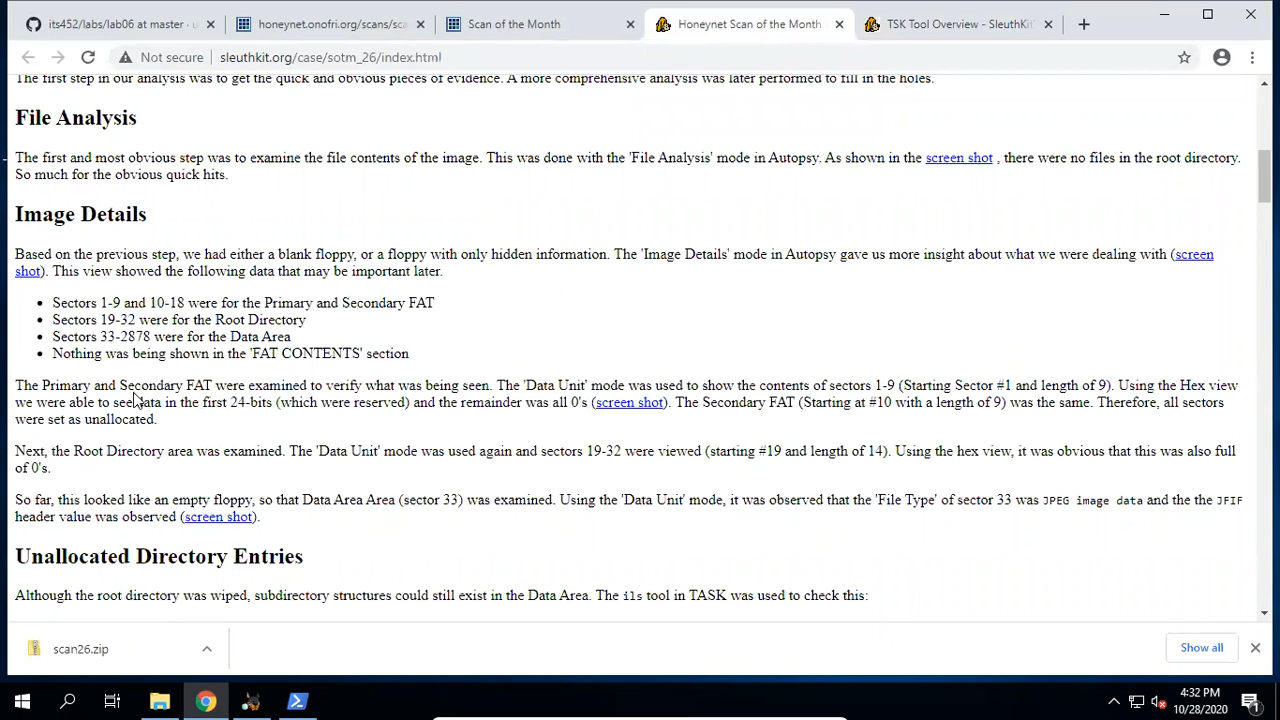 its452/labs/lab06 at master · u
honeynet.onofri.org/scans/sca
Scan of the Month
Honeynet Scan of the Month
TSK Tool Overview - SleuthKit
Not secure
sleuthkit.org/case/sotm_26/index.html
The first step in our analysis was to get the quick and obvious pieces of evidence. A more comprehensive analysis was later performed to fill in the holes.
File Analysis
The first and most obvious step was to examine the file contents of the image. This was done with the 'File Analysis' mode in Autopsy. As shown in the screen shot , there were no files in the root directory.
So much for the obvious quick hits.
Image Details
Based on the previous step, we had either a blank floppy, or a floppy with only hidden information. The 'Image Details' mode in Autopsy gave us more insight about what we were dealing with (screen
shot). This view showed the following data that may be important later.
• Sectors 1-9 and 10-18 were for the Primary and Secondary FAT
• Sectors 19-32 were for the Root Directory
• Sectors 33-2878 were for the Data Area
• Nothing was being shown in the 'FAT CONTENTS' section
The Primary and Secondary FAT were examined to verify what was being seen. The 'Data Unit' mode was used to show the contents of sectors 1-9 (Starting Sector #1 and length of 9). Using the Hex view
we were able to see data in the first 24-bits (which were reserved) and the remainder was all 0's (screen shot). The Secondary FAT (Starting at #10 with a length of 9) was the same. Therefore, all sectors
were set as unallocated.
Next, the Root Directory area was examined. The 'Data Unit' mode was used again and sectors 19-32 were viewed (starting #19 and length of 14). Using the hex view, it was obvious that this was also full
of 0's.
So far, this looked like an empty floppy, so that Data Area Area (sector 33) was examined. Using the 'Data Unit' mode, it was observed that the 'File Type' of sector 33 was JPEG image data and the the JFIF
header value was observed (screen shot).
Unallocated Directory Entries
Although the root directory was wiped, subdirectory structures could still exist in the Data Area. The ils tool in TASK was used to check this:
scan26.zip
Show all
4:32 PM
10/28/2020
1